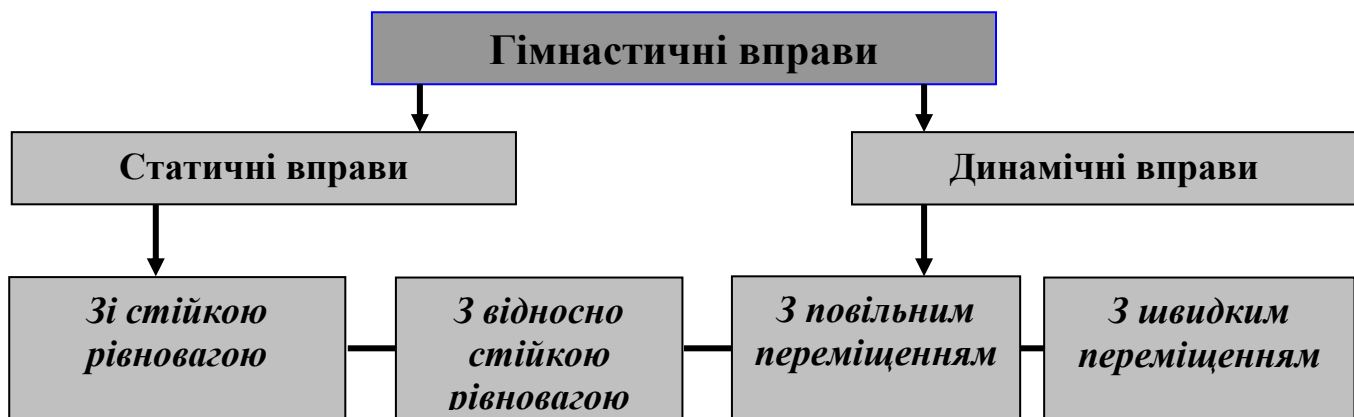 Гімнастичні вправи
Статичні вправи
Динамічні вправи
Зі стійкою
рівновагою
З відносно
стійкою
рівновагою
З повільним
переміщенням
З швидким
переміщенням